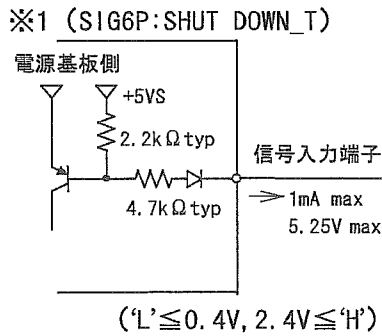 ※1 (SIG6P:SHUT DOWN_T)
電源基板側
+5VS
2.2kΩtyp
信号入力端子
4.7kΩtyp
1mA max
5.25V max
(‘L’≦0.4V, 2.4V≦‘H’)